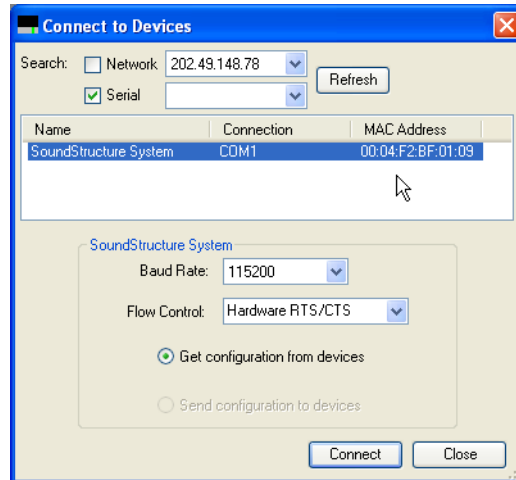 Connect to Devices
Search: Network 202.49.148.78
Refresh
Serial
Name Connection MAC Address
SoundStructure System COM1 00:04:F2:BF:01:09
SoundStructure System
Baud Rate: 115200
Flow Control: Hardware RTS/CTS
Get configuration from devices
Send configuration to devices
Connect Close